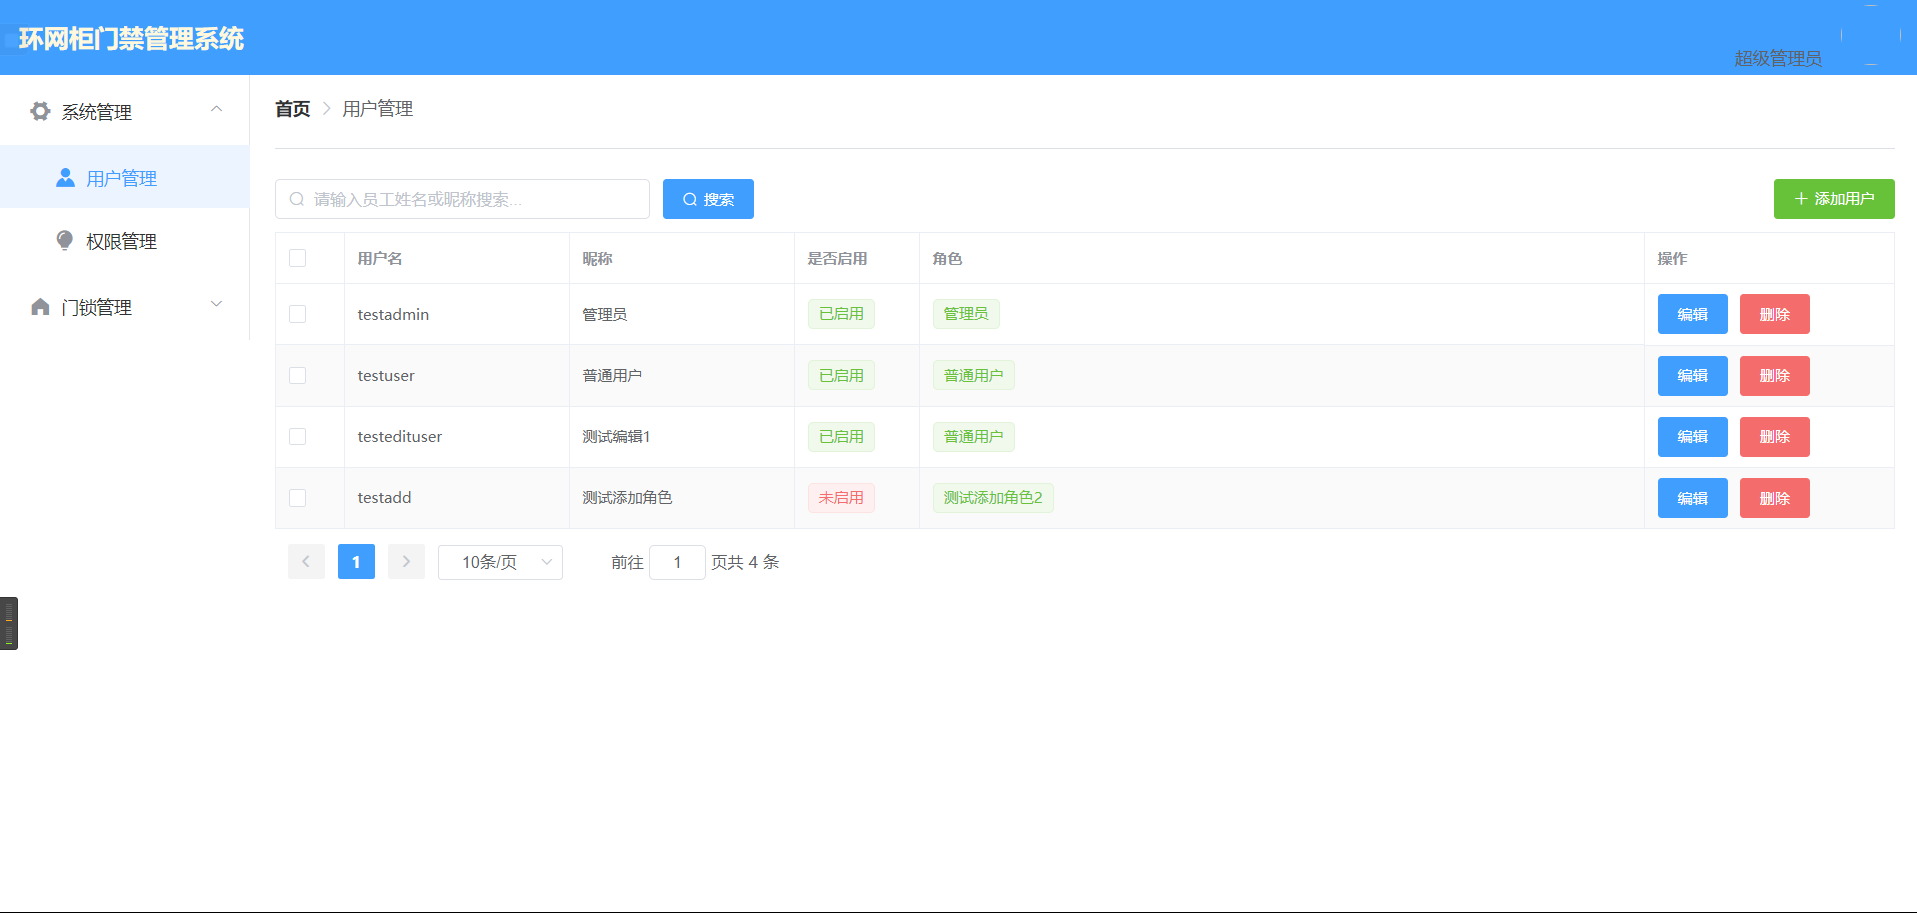 环网柜门禁管理系统
超级管理员
系统管理
用户管理
权限管理
门锁管理
首页 用户管理
请输入员工姓名或昵称搜索... 搜索 添加用户
用户名 昵称 是否启用 角色 操作
testadmin 管理员 已启用 管理员 编辑 删除
testuser 普通用户 已启用 普通用户 编辑 删除
testedituser 测试编辑1 已启用 普通用户 编辑 删除
testadd 测试添加角色 未启用 测试添加角色2 编辑 删除
1 10条/页 前往 1 页共 4 条